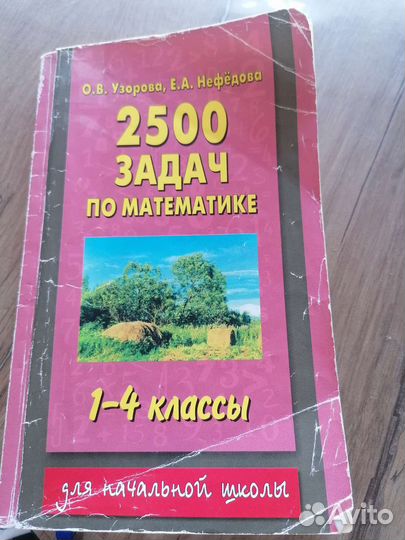 О.В. Узорова, Е.А. Нефёдова
2500
ЗАДАЧ
ПО МАТЕМАТИКЕ
1-4 классы
для начальной школы
Avito